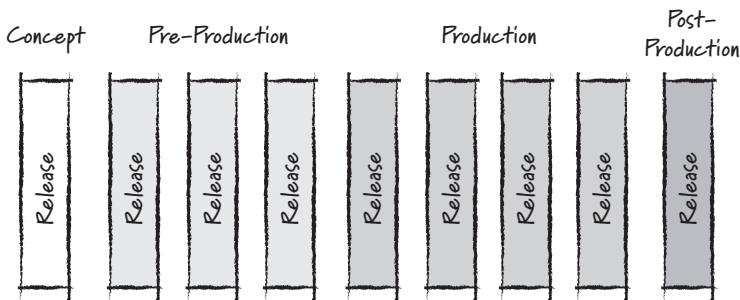 Concept
Pre-Production
Production
Post-
Production
Release
Release
Release
Release
Release
Release
Release
Release
Release